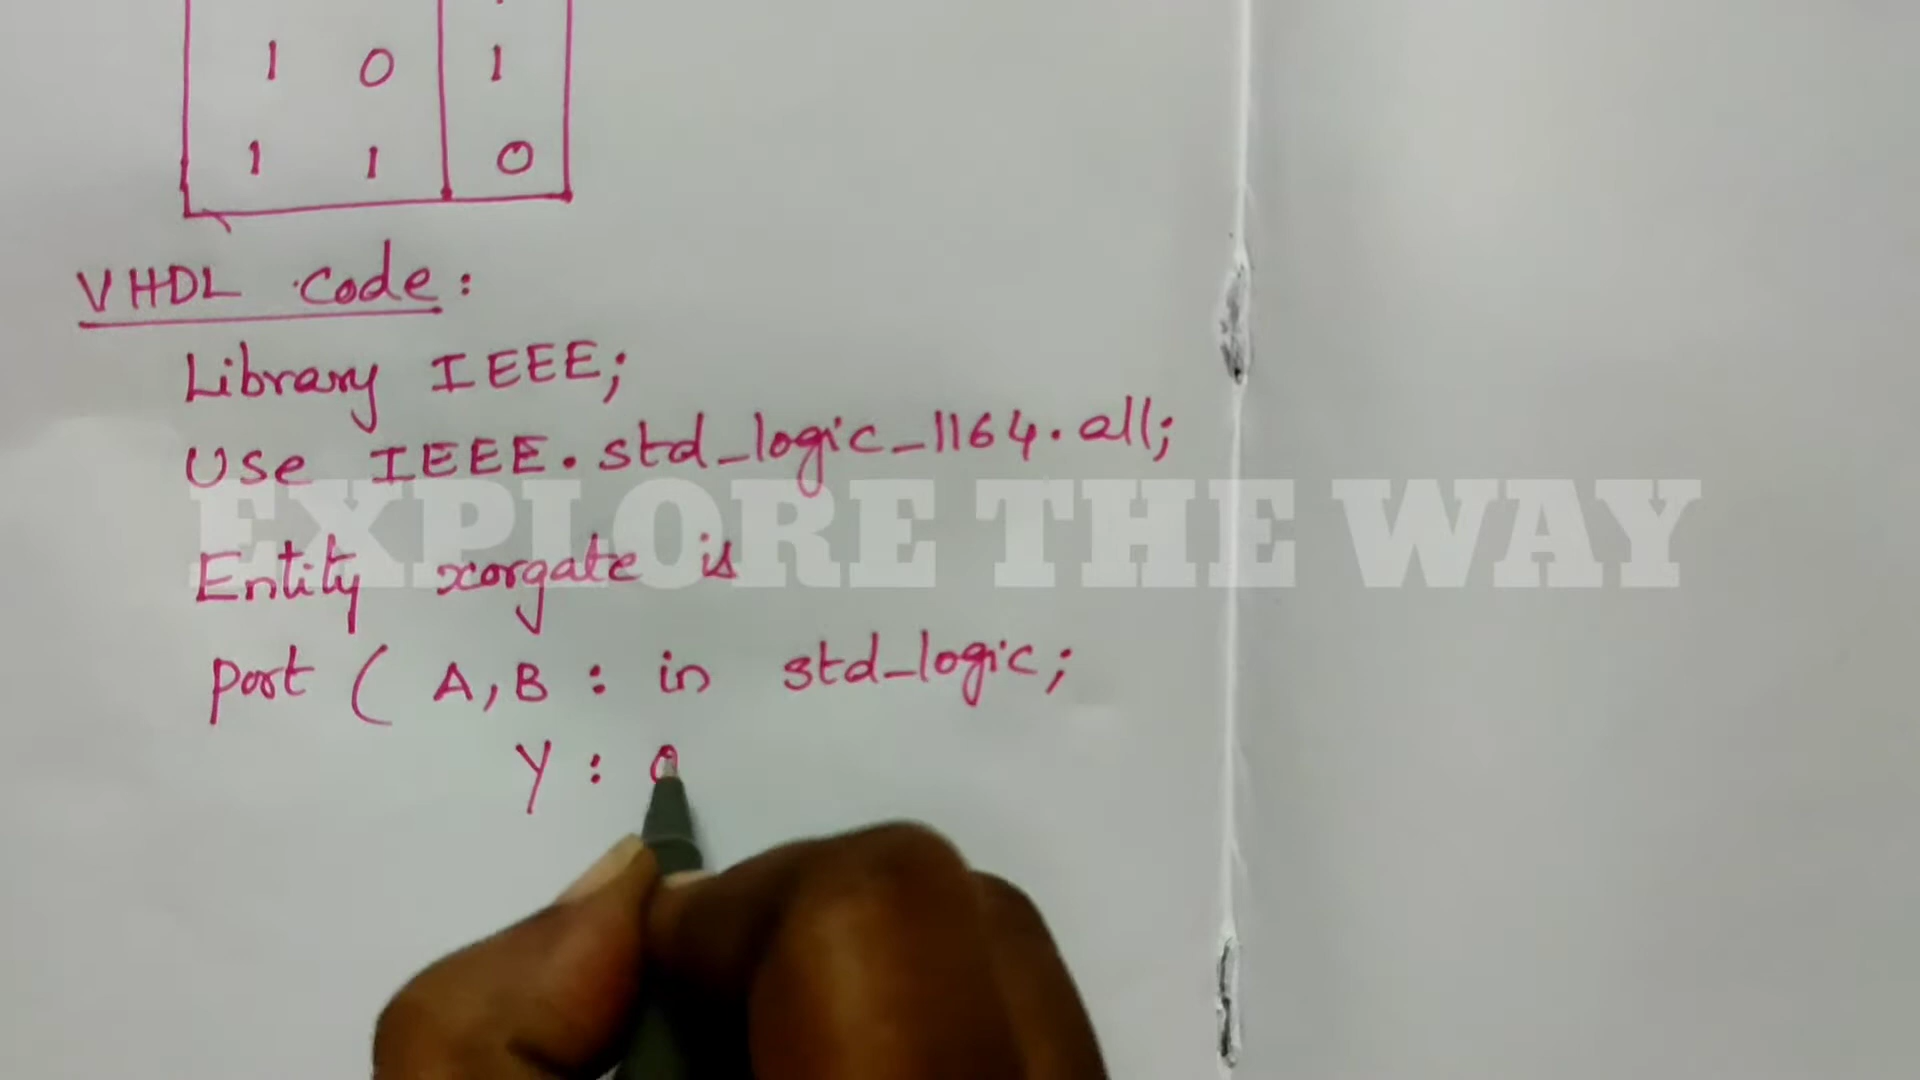 1 0 1
1 1 0
VHDL Code:
Library IEEE;
Use IEEE.std_logic_1164.all;
EXPLORE THE WAY
Entity xorgate is
port ( A,B : in std_logic;
Y : o